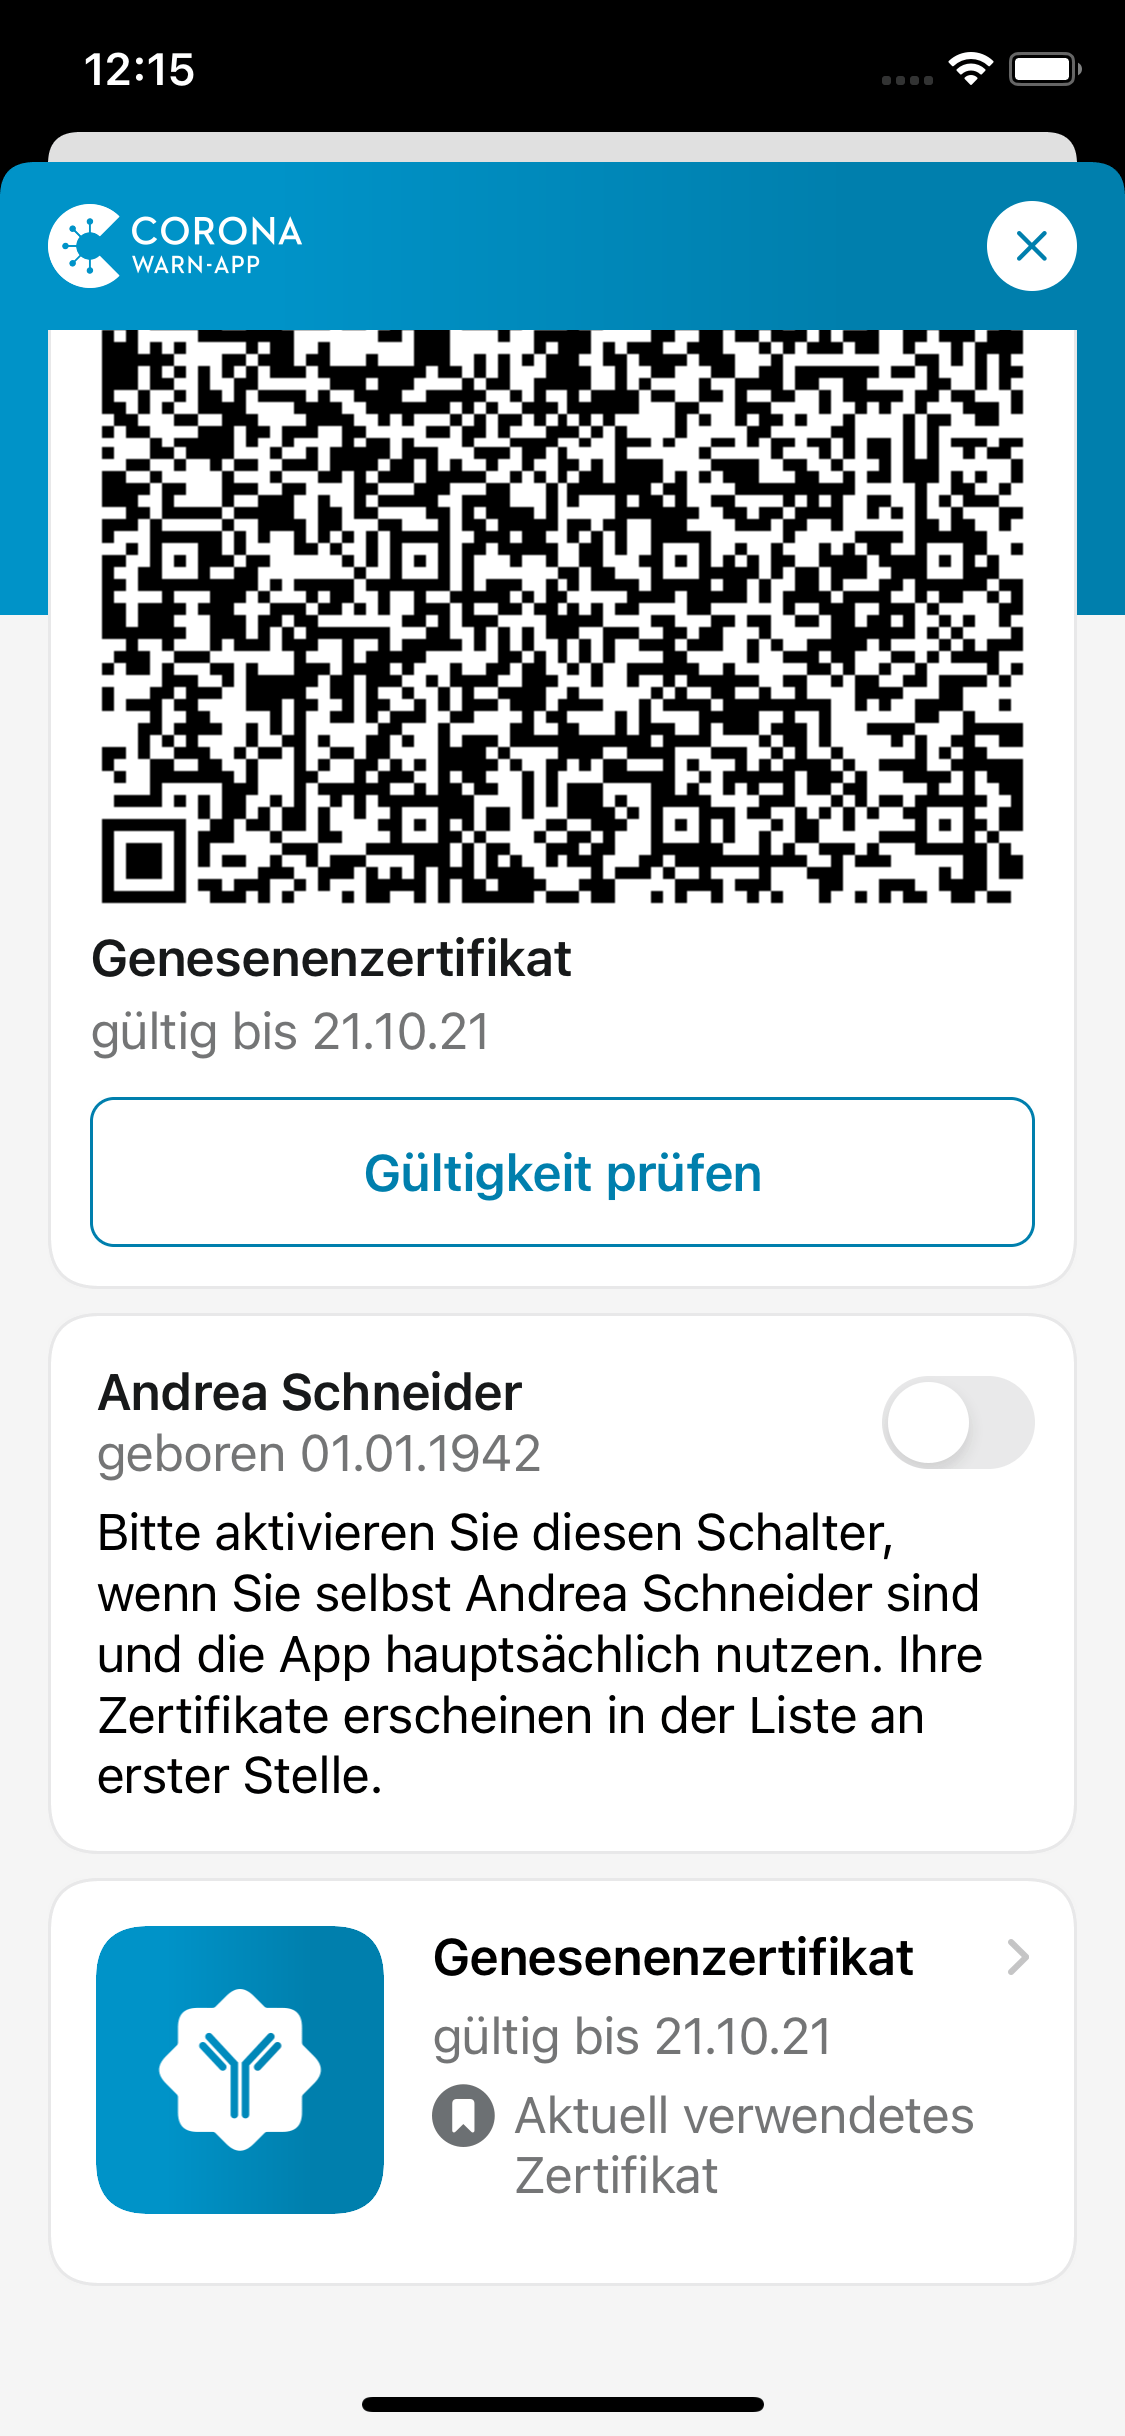 12:15
CORONA
WARN-APP
Genesenenzertifikat
gültig bis 21.10.21
Gültigkeit prüfen
Andrea Schneider
geboren 01.01.1942
Bitte aktivieren Sie diesen Schalter,
wenn Sie selbst Andrea Schneider sind
und die App hauptsächlich nutzen. Ihre
Zertifikate erscheinen in der Liste an
erster Stelle.
Genesenenzertifikat
gültig bis 21.10.21
Aktuell verwendetes
Zertifikat